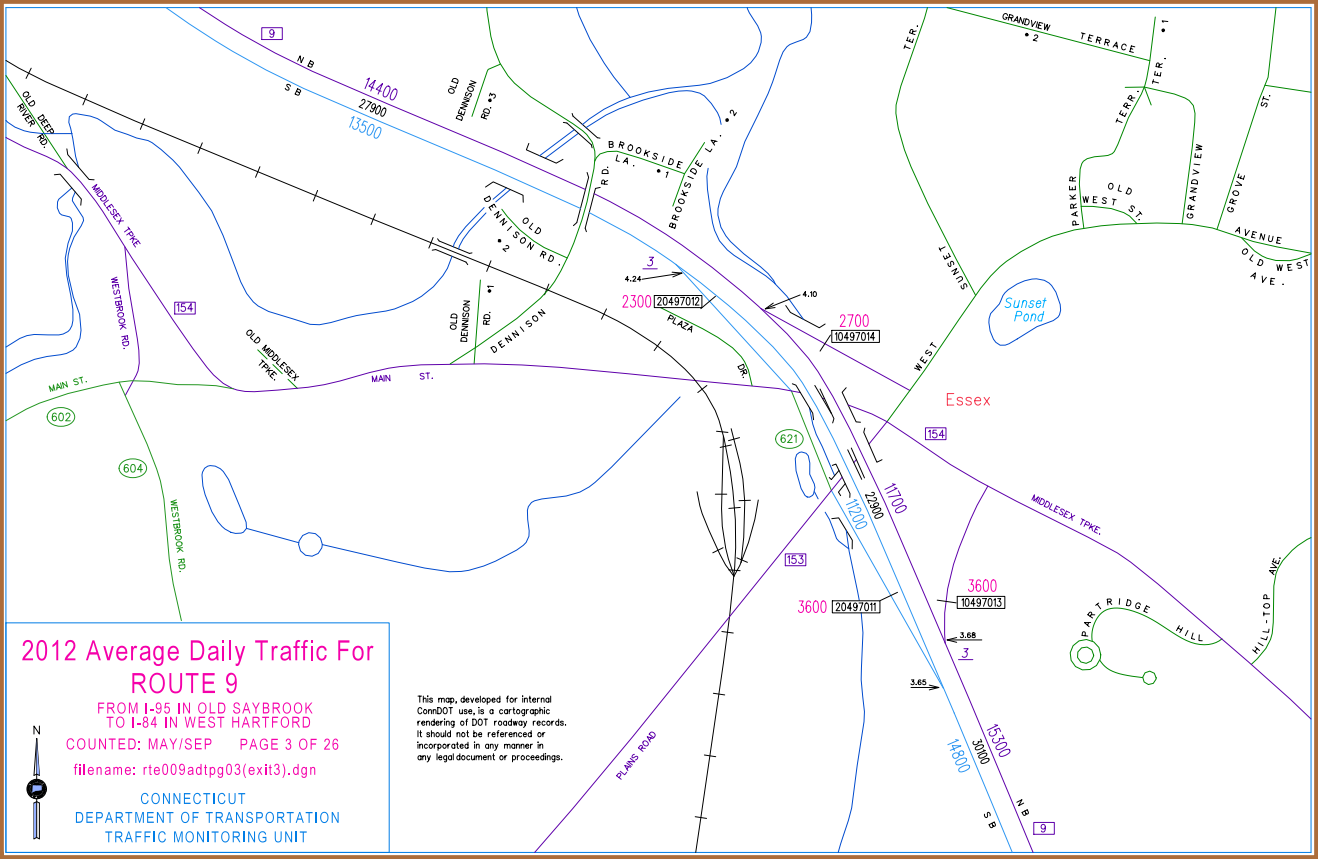 9
N B
S B
14400
27900
13500
OLD
DENNISON
RD. •3
GRANDVIEW
TERRACE
• 2
TER. • 1
TER.
TERR.
OLD DEEP
RIVER RD.
BROOKSIDE
LA.
• 1
BROOKSIDE LA. • 2
RD.
PARKER
OLD
WEST ST.
GRANDVIEW
GROVE
ST.
AVENUE
OLD WEST
AVE.
MIDDLESEX TPKE
OLD
DENNISON RD.
• 2
SUNSET
3
4.24
2300
20497012
4.10
2700
10497014
Sunset
Pond
WESTBROOK RD.
154
OLD
DENNISON
RD. •1
DENNISON
PLAZA
DR.
WEST
OLD MIDDLESEX
TPKE.
MAIN ST.
MAIN ST.
602
Essex
621
154
604
11700
22900
11200
MIDDLESEX TPKE.
WESTBROOK RD.
153
3600
20497011
3600
10497013
3.68
3
3.65
PARTRIDGE
HILL
HILL-TOP
AVE.
15300
30100
14800
N B
S B
9
PLAINS ROAD
2012 Average Daily Traffic For
ROUTE 9
FROM I-95 IN OLD SAYBROOK
TO I-84 IN WEST HARTFORD
COUNTED: MAY/SEP PAGE 3 OF 26
filename: rte009adtpg03(exit3).dgn
CONNECTICUT
DEPARTMENT OF TRANSPORTATION
TRAFFIC MONITORING UNIT
N
This map, developed for internal
ConnDOT use, is a cartographic
rendering of DOT roadway records.
It should not be referenced or
incorporated in any manner in
any legal document or proceedings.